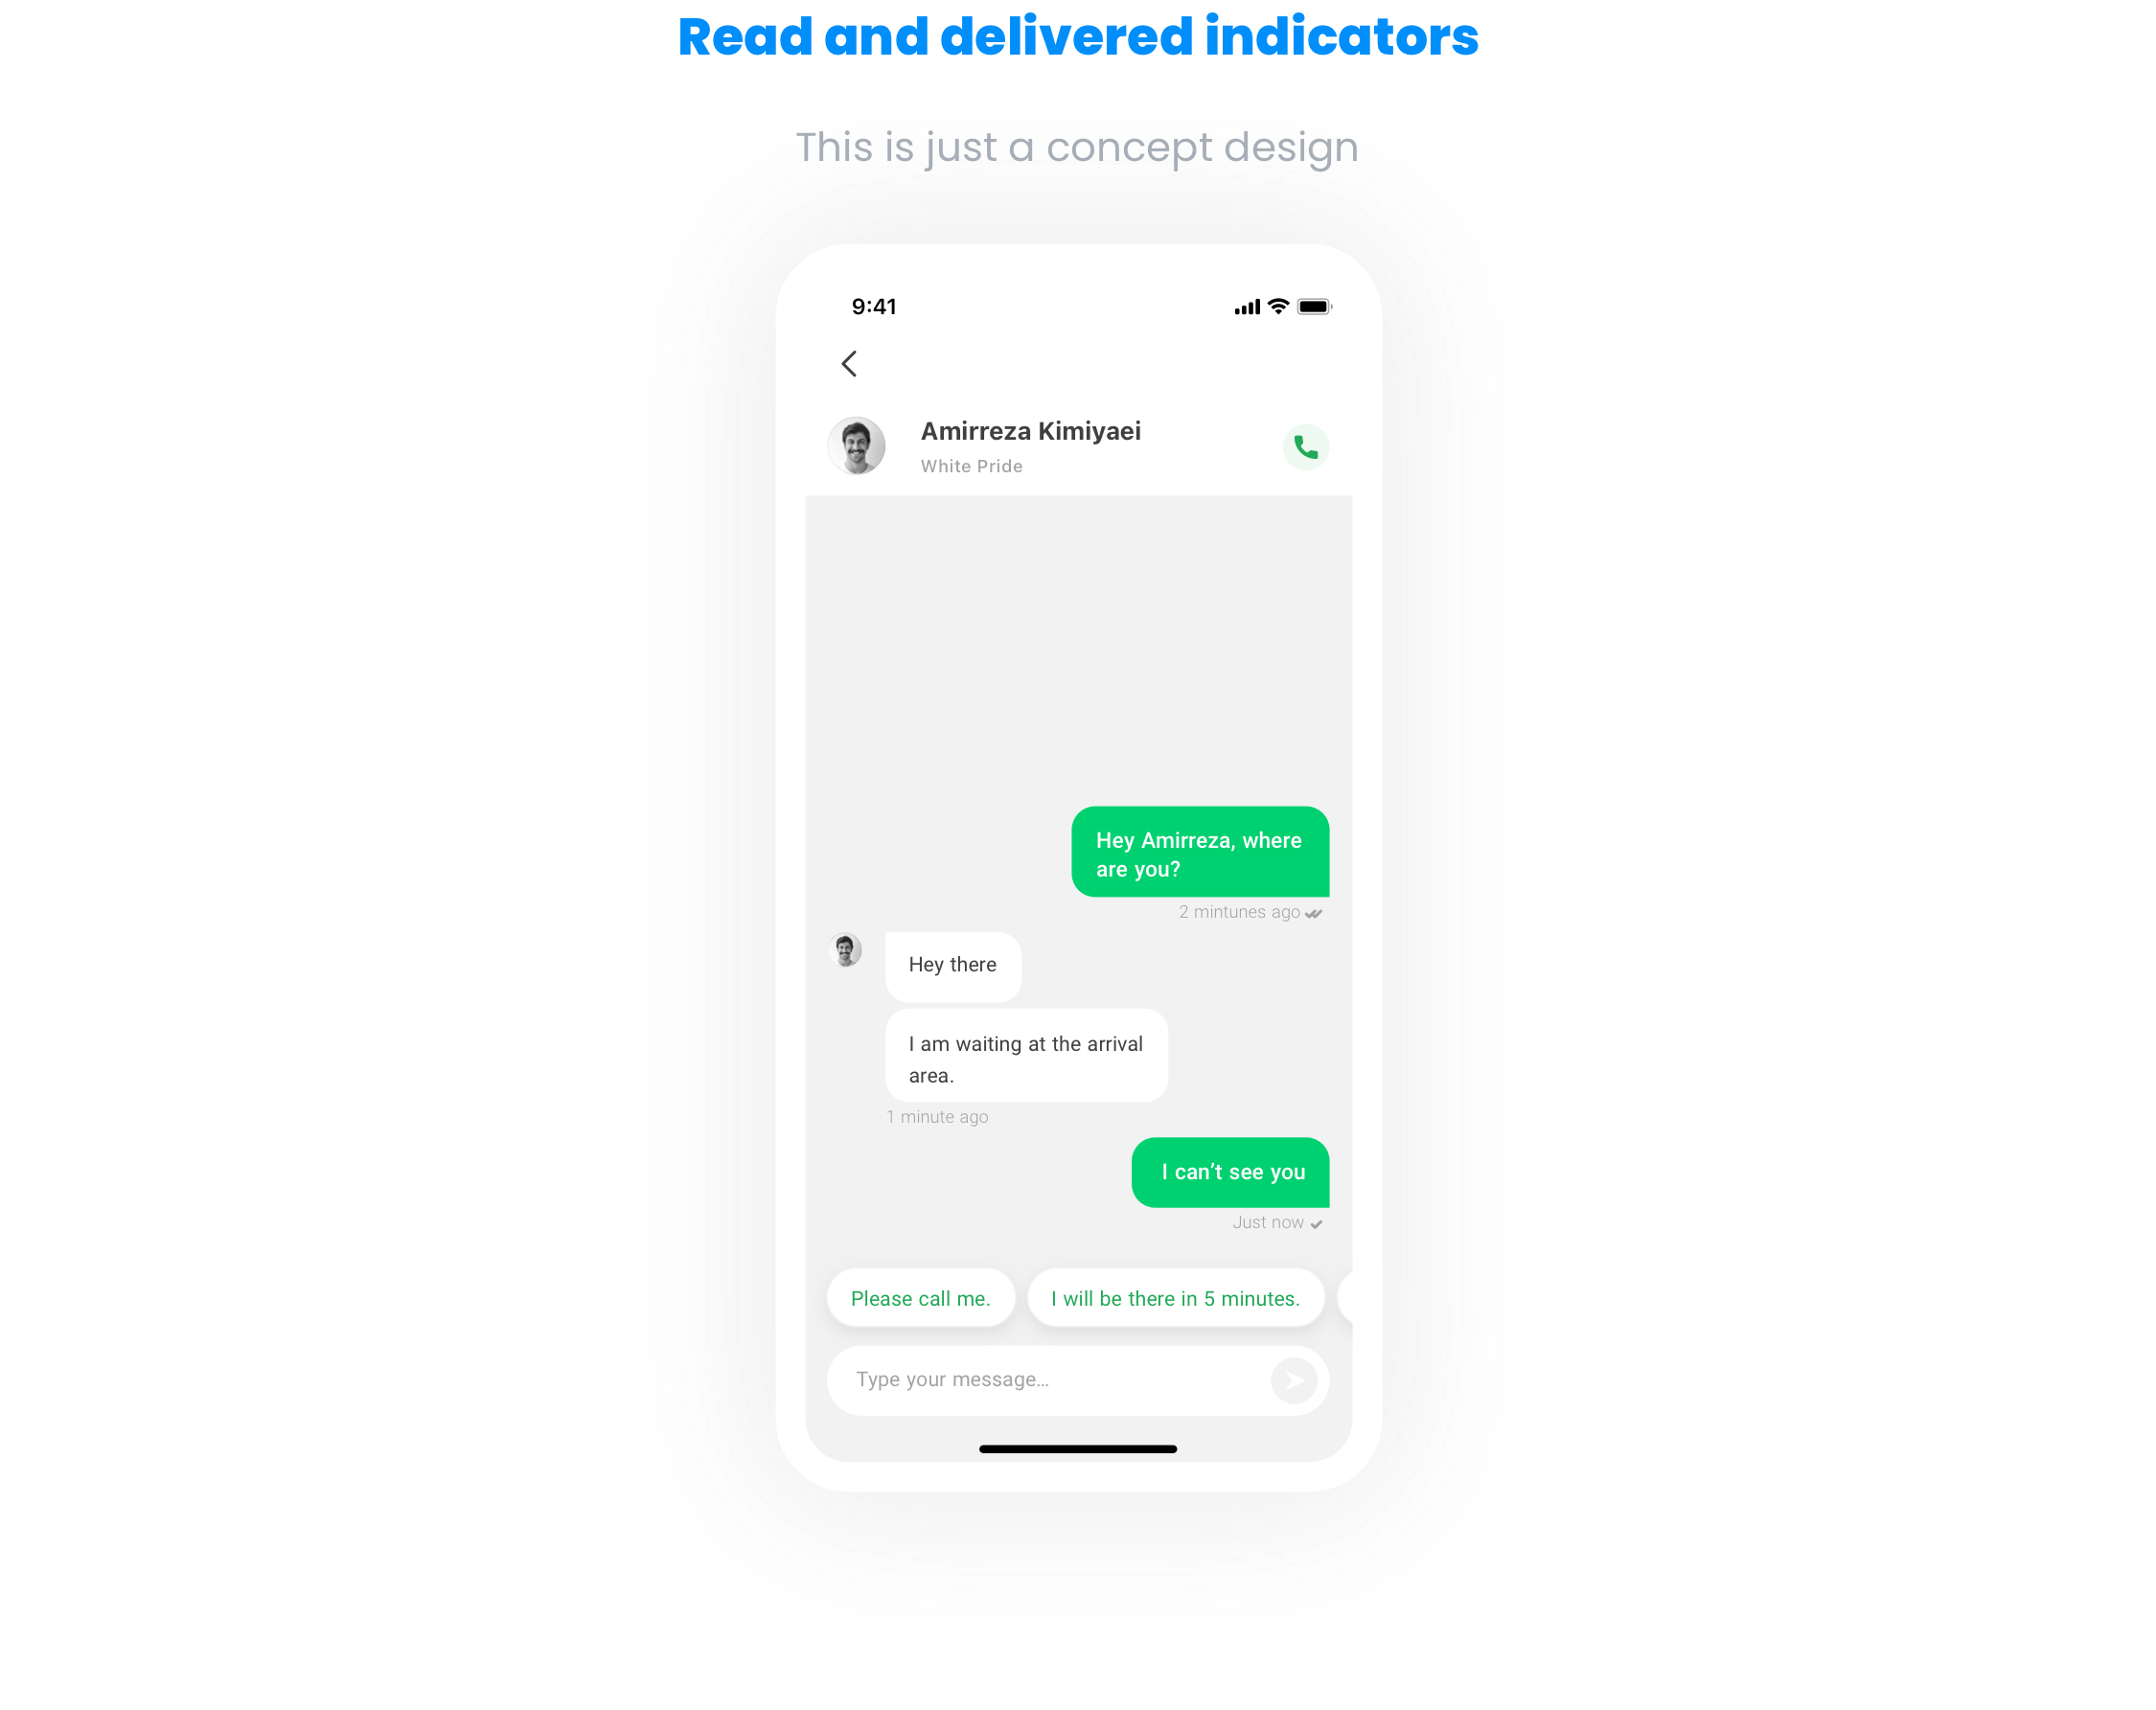 Read and delivered indicators
This is just a concept design
9:41
Amirreza Kimiyaei
White Pride
Hey Amirreza, where
are you?
2 mintunes ago
Hey there
I am waiting at the arrival
area.
1 minute ago
I can’t see you
Just now
Please call me.
I will be there in 5 minutes.
Type your message...